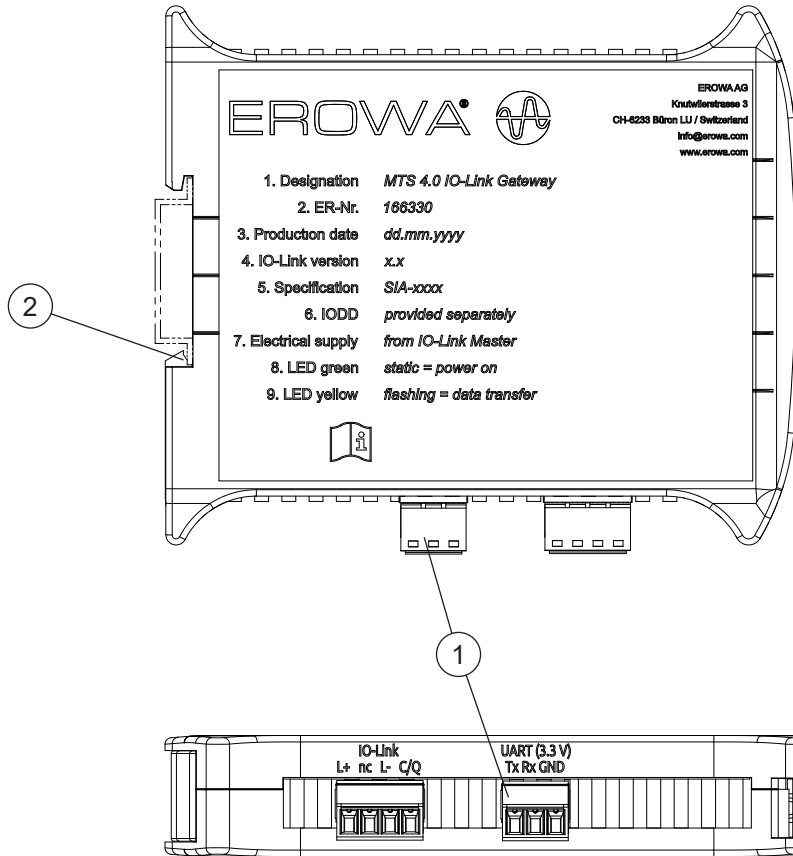 EROWA®
EROWA AG
Knutwilerstrasse 3
CH-6233 Büron LU / Switzerland
info@erowa.com
www.erowa.com
1. Designation MTS 4.0 IO-Link Gateway
2. ER-Nr. 166330
3. Production date dd.mm.yyyy
4. IO-Link version x.x
5. Specification SIA-xxxx
6. IODD provided separately
7. Electrical supply from IO-Link Master
8. LED green static = power on
9. LED yellow flashing = data transfer
i
2
1
IO-Link UART (3.3 V)
L+ nc L- C/Q Tx Rx GND